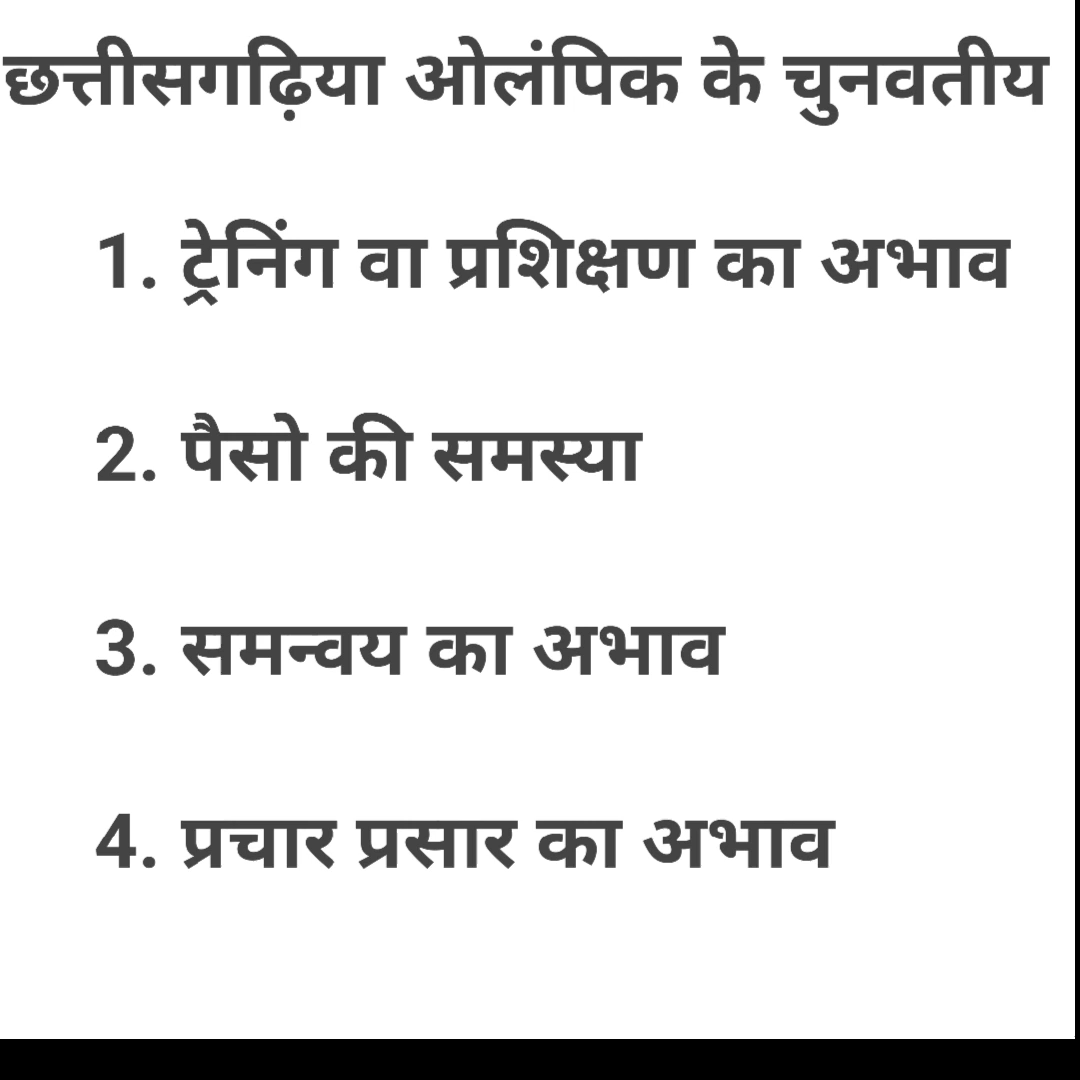 छत्तीसगढ़िया ओलंपिक के चुनवतीय
1. ट्रेनिंग वा प्रशिक्षण का अभाव
2. पैसो की समस्या
3. समन्वय का अभाव
4. प्रचार प्रसार का अभाव